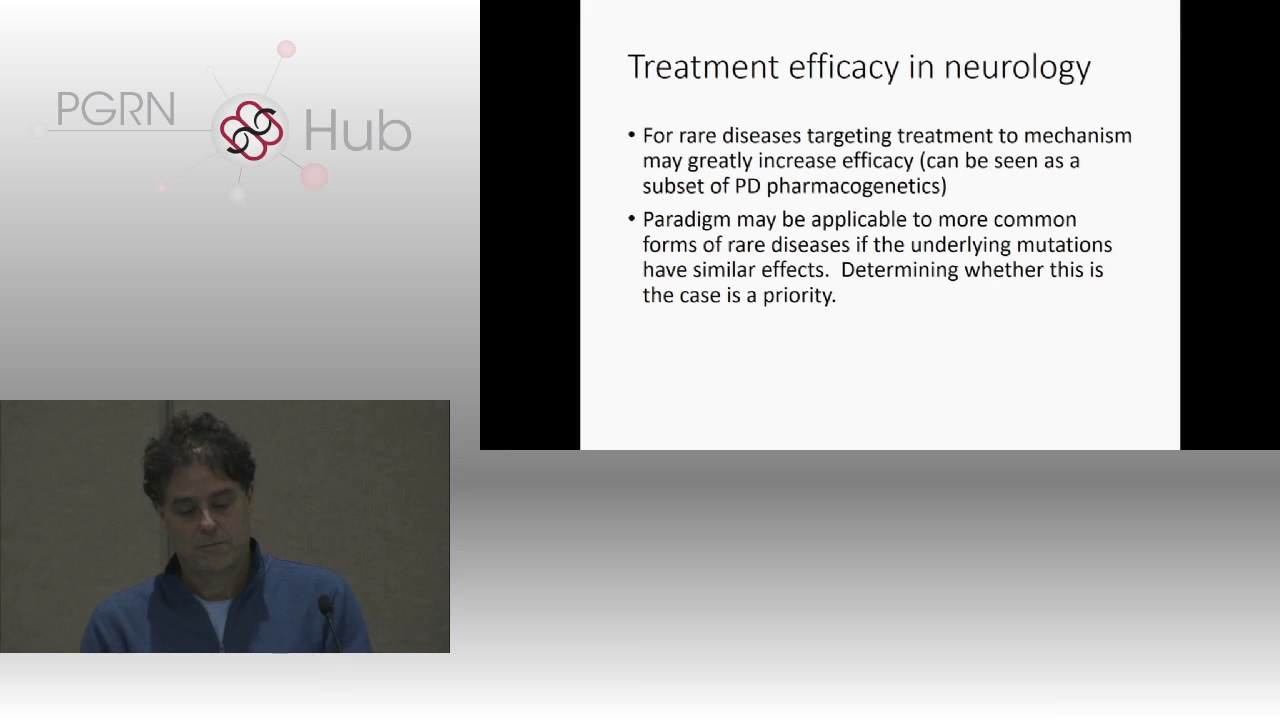 PGRN
Hub
Treatment efficacy in neurology
• For rare diseases targeting treatment to mechanism
may greatly increase efficacy (can be seen as a
subset of PD pharmacogenetics)
• Paradigm may be applicable to more common
forms of rare diseases if the underlying mutations
have similar effects.  Determining whether this is
the case is a priority.